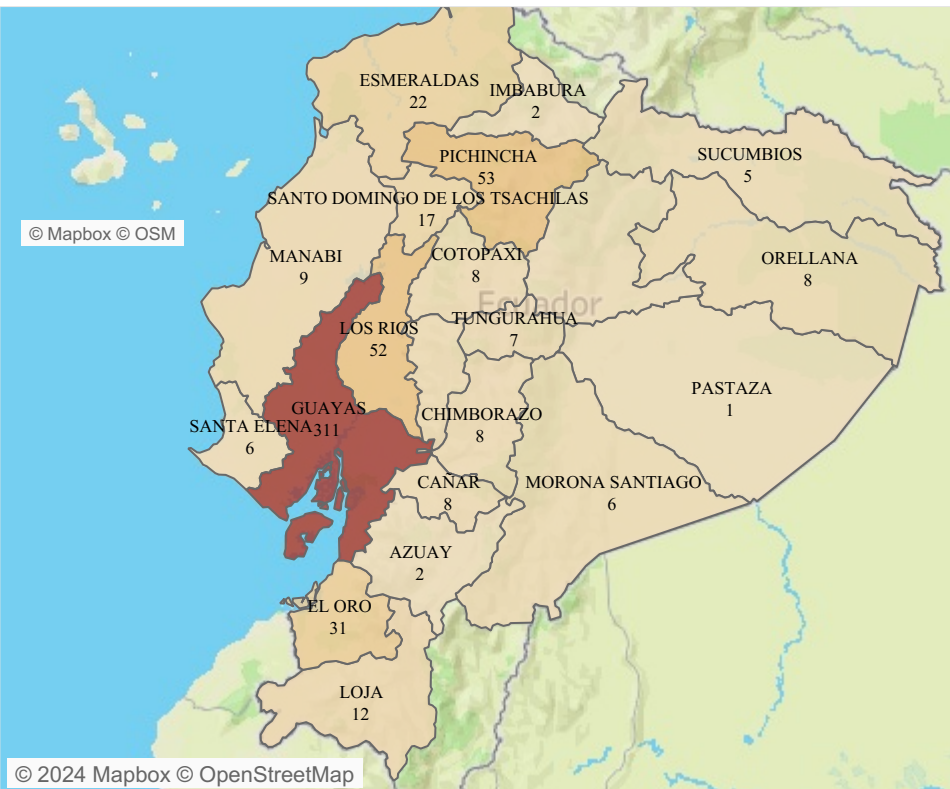 ESMERALDAS
22
IMBABURA
2
PICHINCHA
53
SUCUMBIOS
5
SANTO DOMINGO DE LOS TSACHILAS
17
© Mapbox © OSM
MANABI
9
COTOPAXI
8
ORELLANA
8
Ecuador
TUNGURAHUA
7
LOS RIOS
52
PASTAZA
1
GUAYAS
311
CHIMBORAZO
8
SANTA ELENA
6
CAÑAR
8
MORONA SANTIAGO
6
AZUAY
2
EL ORO
31
LOJA
12
© 2024 Mapbox © OpenStreetMap